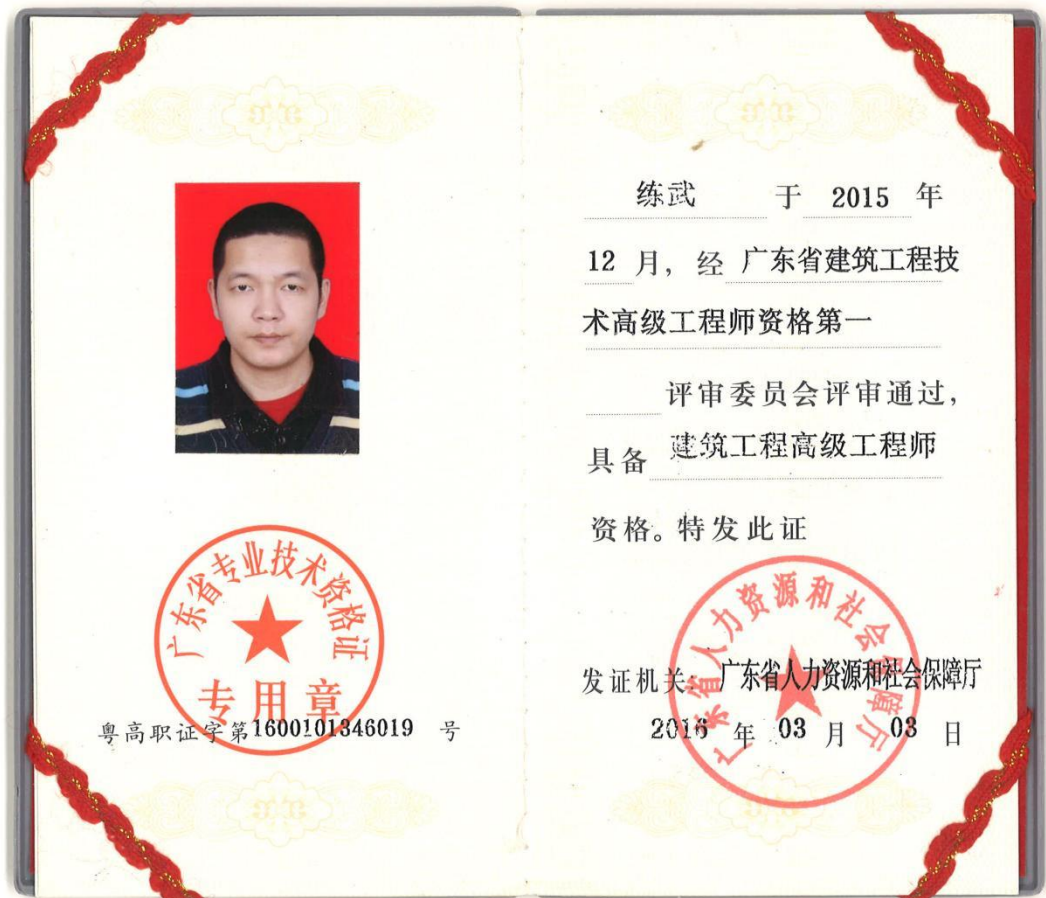 广东省专业技术资格证
专用章
粤高职证字第1600101346019 号
练武 于 2015 年
12 月，经 广东省建筑工程技
术高级工程师资格第一
评审委员会评审通过，
具备 建筑工程高级工程师
资格。特发此证
广东省人力资源和社会保障厅
发证机关：广东省人力资源和社会保障厅
2016 年 03 月 03 日